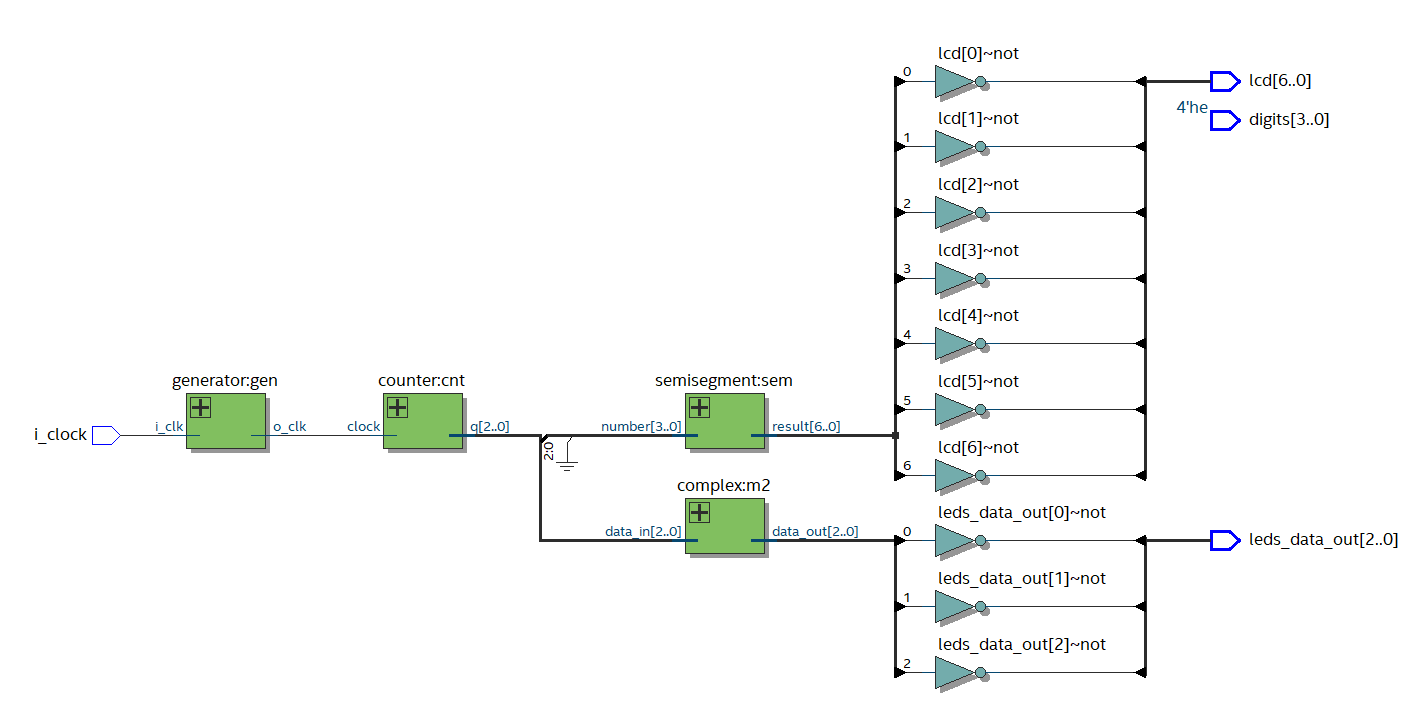 lcd[0]~not
0
lcd[6..0]
4'he
digits[3..0]
lcd[1]~not
1
lcd[2]~not
2
lcd[3]~not
3
lcd[4]~not
4
generator:gen
counter:cnt
semisegment:sem
lcd[5]~not
5
i_clock
i_clk
o_clk
clock
q[2..0]
2:0
number[3..0]
result[6..0]
lcd[6]~not
6
complex:m2
data_in[2..0]
data_out[2..0]
leds_data_out[0]~not
0
leds_data_out[2..0]
leds_data_out[1]~not
1
leds_data_out[2]~not
2